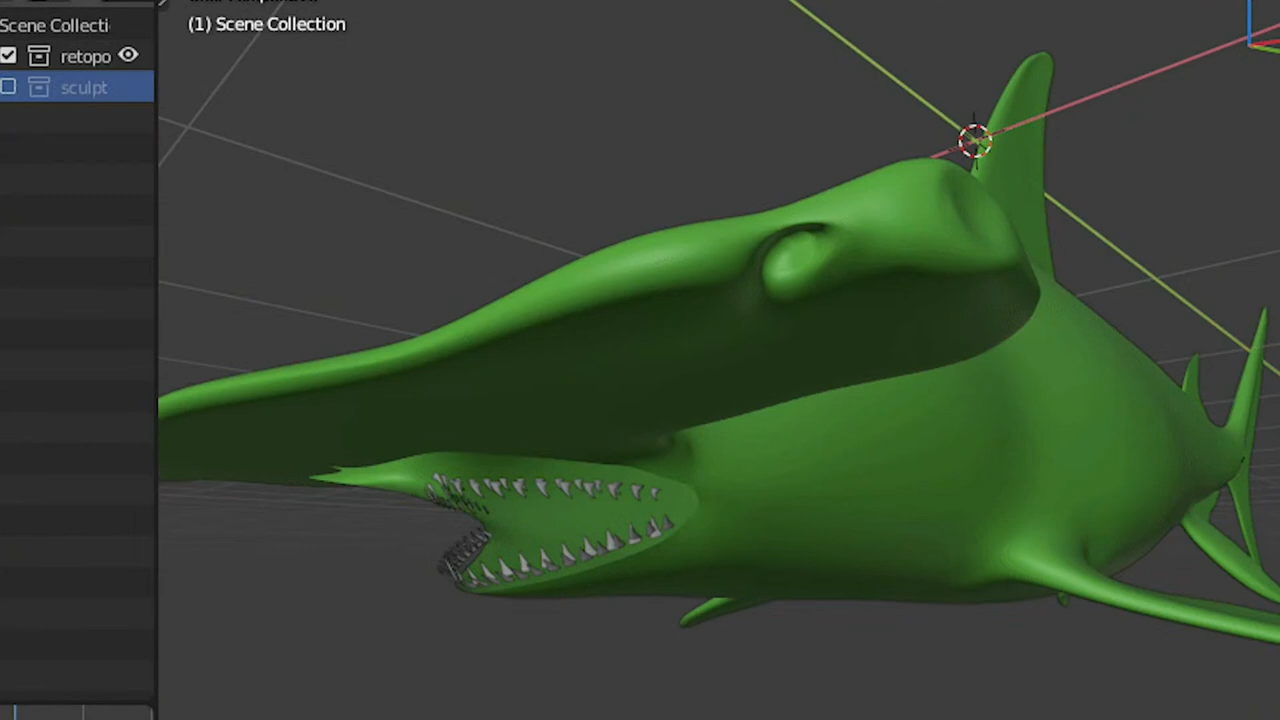 Scene Collecti
(1) Scene Collection
retopo
sculpt